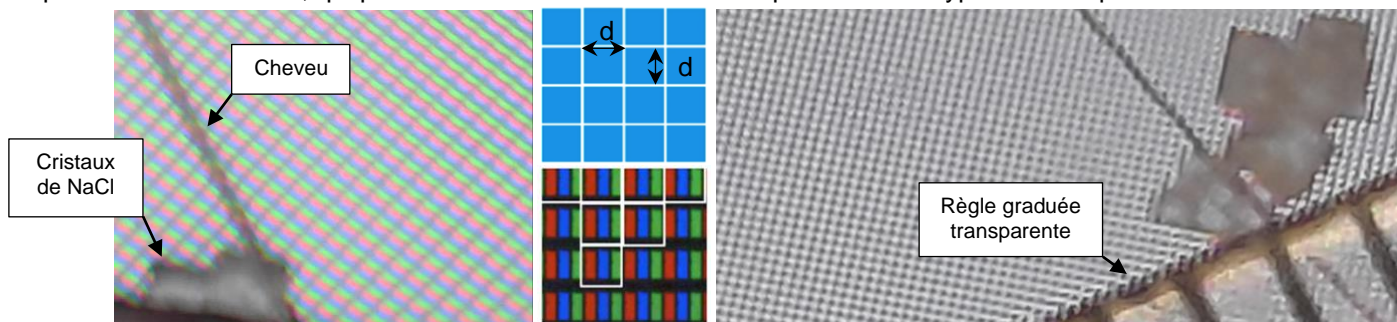 Cheveu
Cristaux
de NaCl
d
d
Règle graduée
transparente